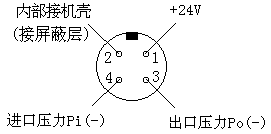 内部接机壳
(接屏蔽层)
+24V
2
1
4
3
进口压力Pi(-)
出口压力Po(-)